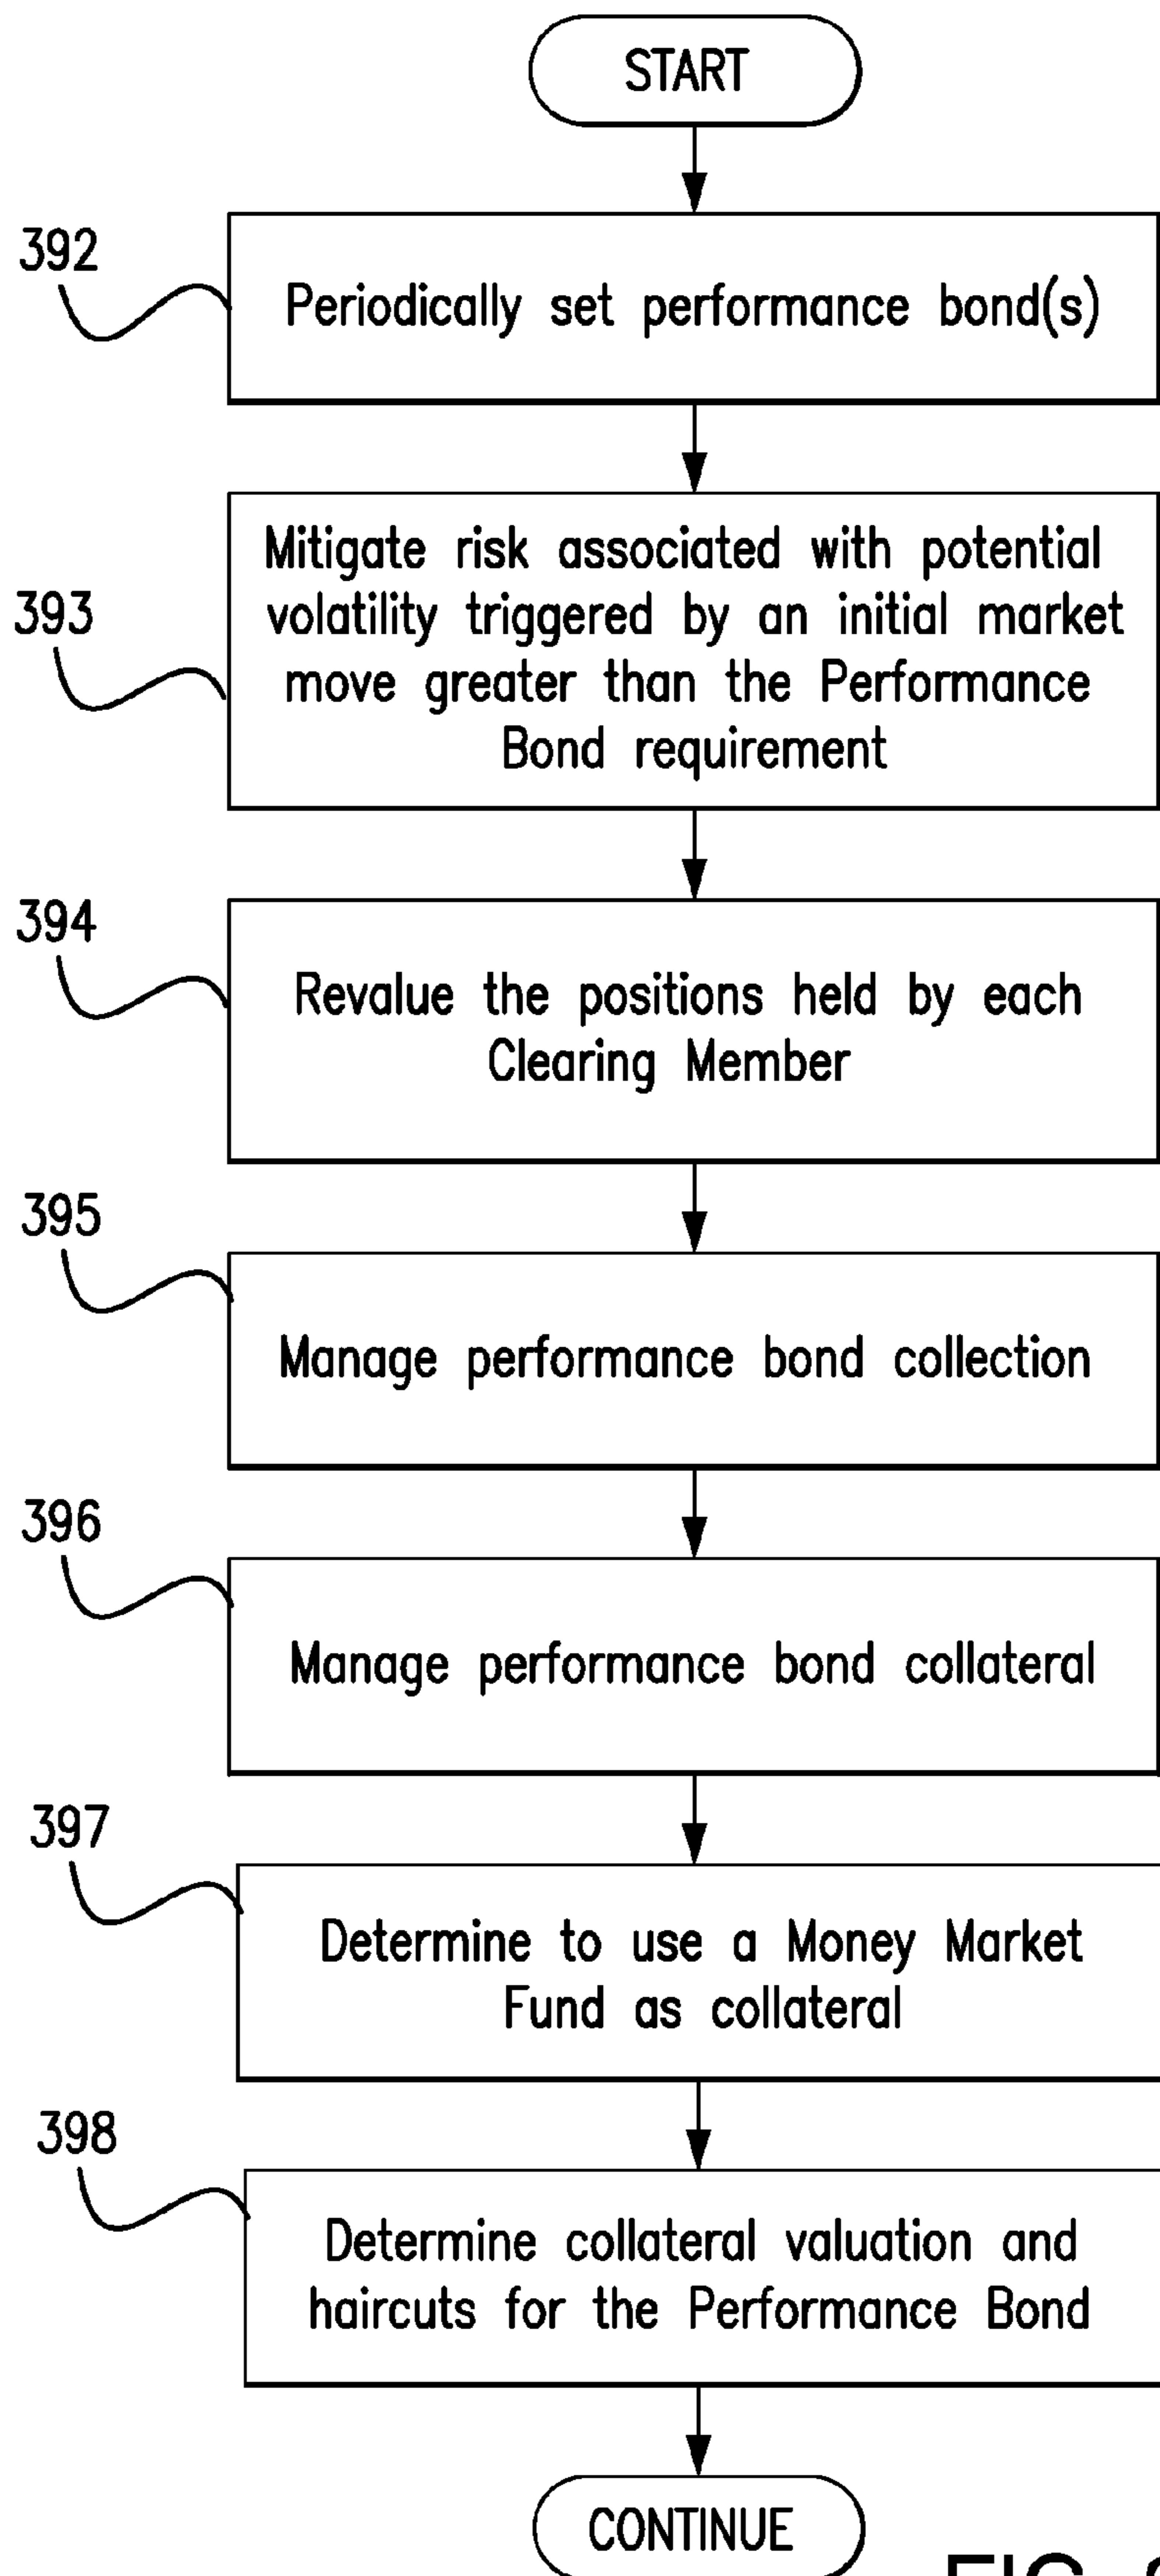 START
392
Periodically set performance bond(s)
393
Mitigate risk associated with potential
volatility triggered by an initial market
move greater than the Performance
Bond requirement
394
Revalue the positions held by each
Clearing Member
395
Manage performance bond collection
396
Manage performance bond collateral
397
Determine to use a Money Market
Fund as collateral
398
Determine collateral valuation and
haircuts for the Performance Bond
CONTINUE
FIG.